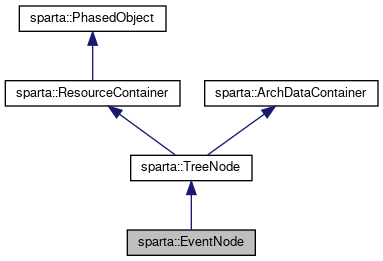 sparta::PhasedObject
sparta::ResourceContainer
sparta::ArchDataContainer
sparta::TreeNode
sparta::EventNode